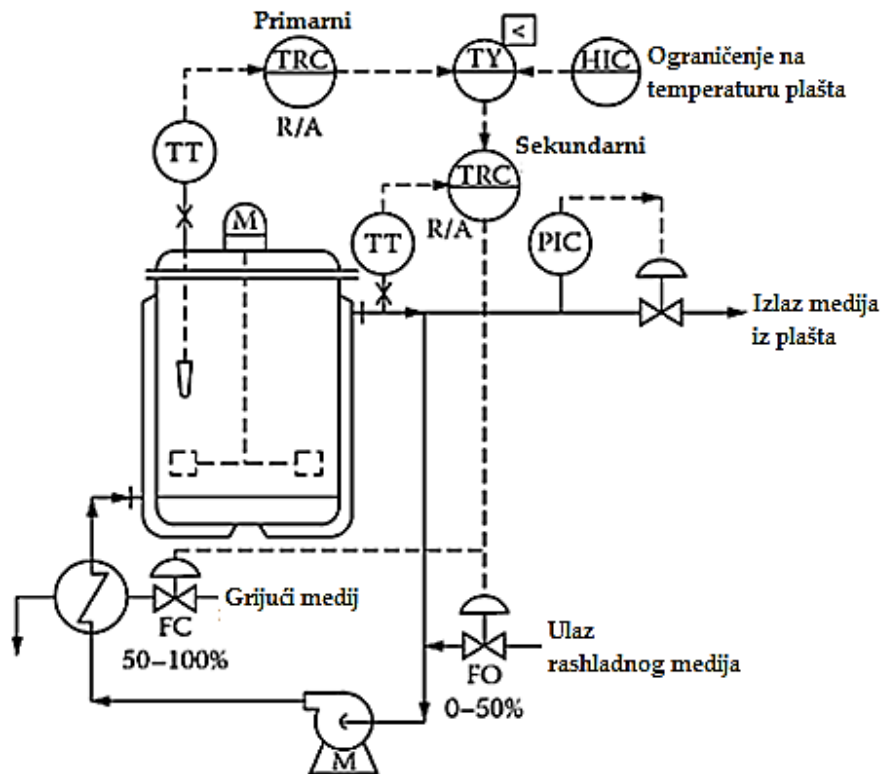 Primarni
<
TRC
TY
HIC
Ograničenje na
temperaturu plašta
R/A
TT
Sekundarni
TRC
M
TT
R/A
PIC
Izlaz medija
iz plašta
Grijući medij
FC
50-100%
Ulaz
rashladnog medija
FO
0-50%
M